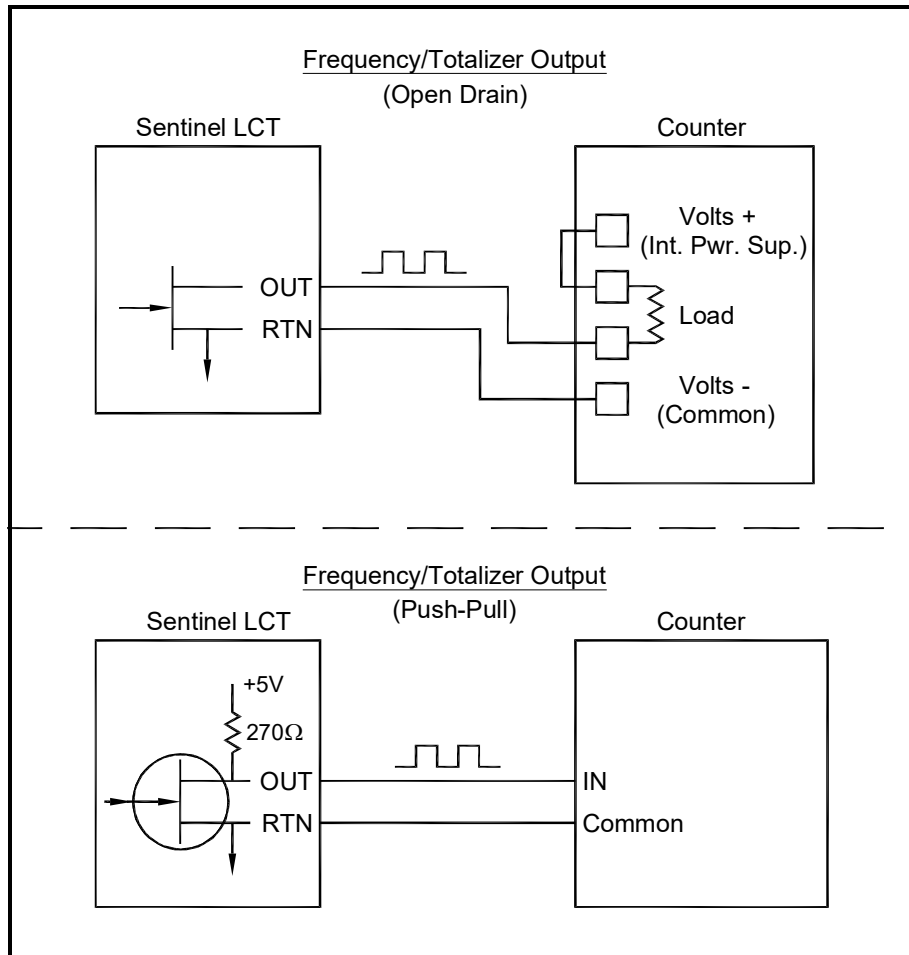 Frequency/Totalizer Output
(Open Drain)
Sentinel LCT
Counter
Volts +
(Int. Pwr. Sup.)
OUT
Load
RTN
Volts -
(Common)
Frequency/Totalizer Output
(Push-Pull)
Sentinel LCT
Counter
+5V
270Ω
OUT
IN
RTN
Common